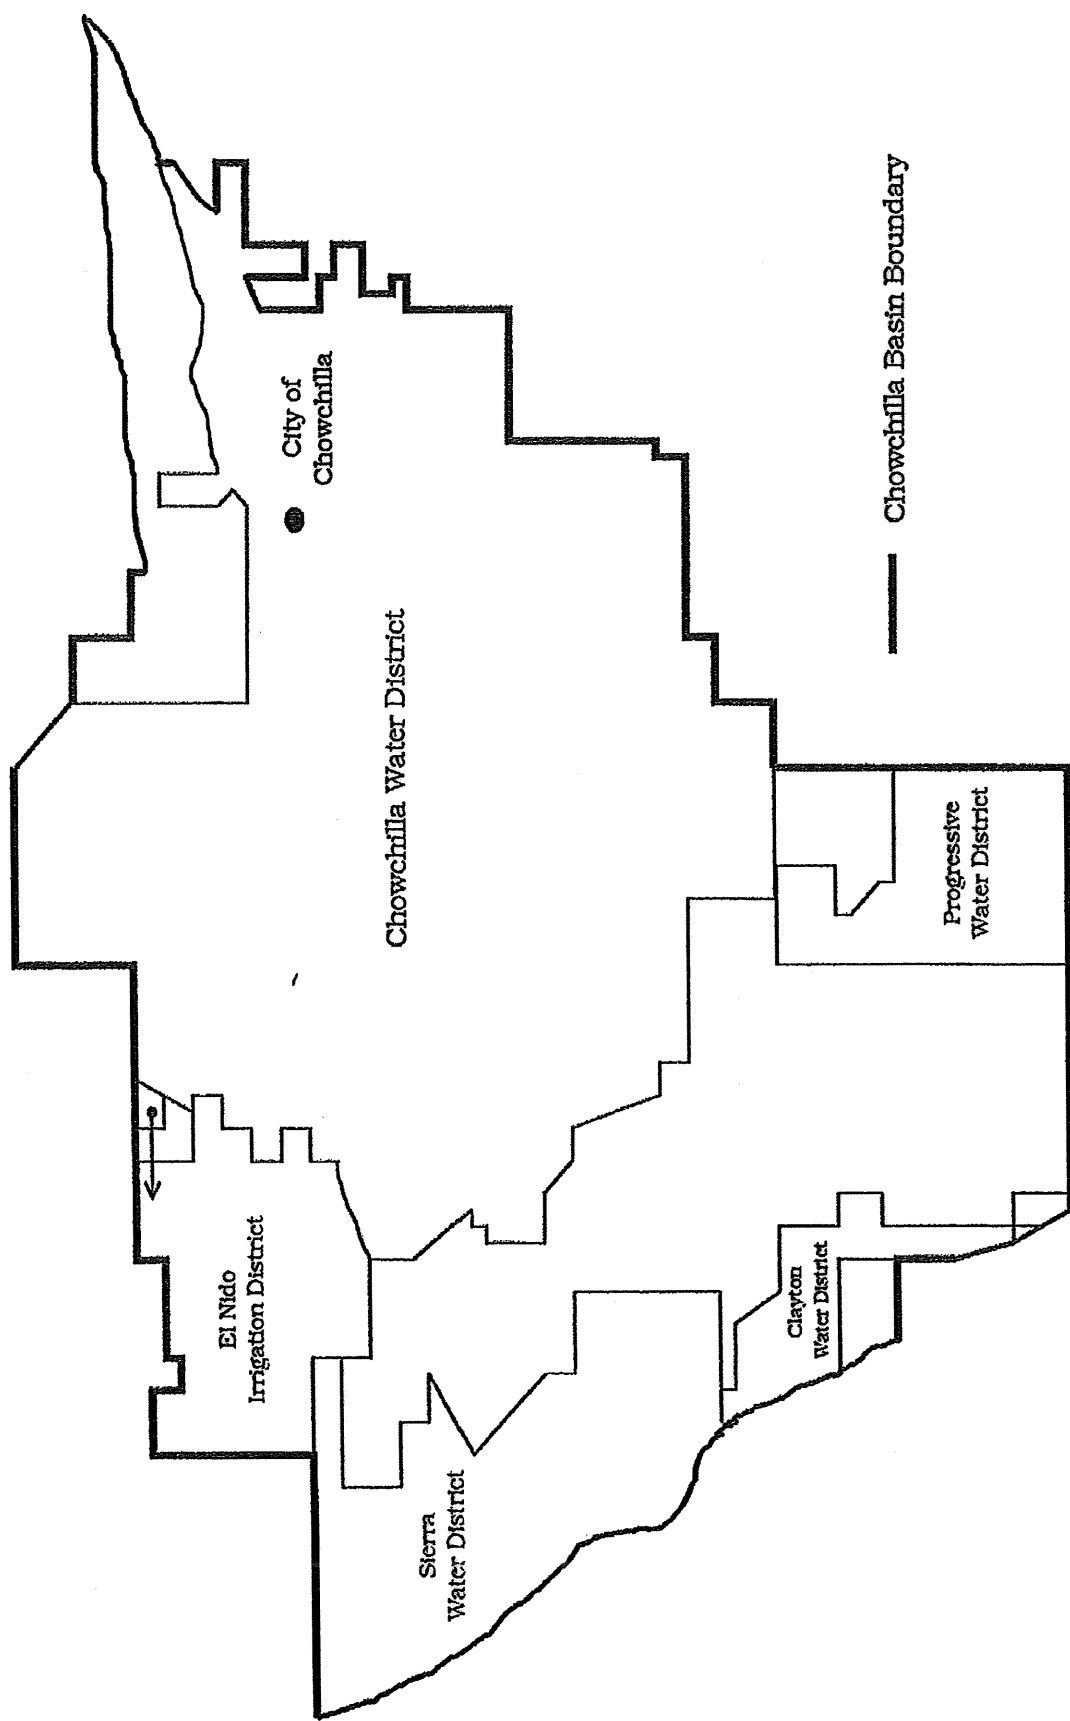 City of
Chowchilla
Chowchilla Water District
El Nido
Irrigation District
Sierra
Water District
Clayton
Water District
Progressive
Water District
Chowchilla Basin Boundary